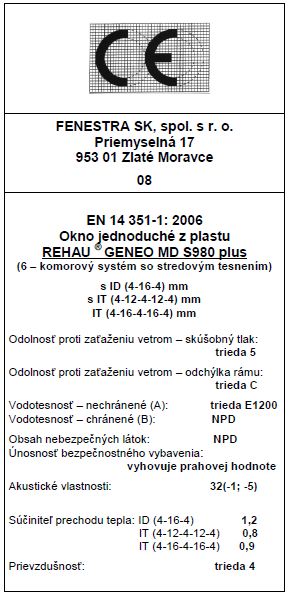 CE
FENESTRA SK, spol. s r. o.
Priemyselná 17
953 01 Zlaté Moravce
08
EN 14 351-1: 2006
Okno jednoduché z plastu
REHAU ® GENEO MD S980 plus
(6 – komorový systém so stredovým tesnením)
s ID (4-16-4) mm
s IT (4-12-4-12-4) mm
IT (4-16-4-16-4) mm
Odolnosť proti zaťaženiu vetrom – skúšobný tlak:
trieda 5
Odolnosť proti zaťaženiu vetrom – odchýlka rámu:
trieda C
Vodotesnosť – nechránené (A): trieda E1200
Vodotesnosť – chránené (B): NPD
Obsah nebezpečných látok: NPD
Únosnosť bezpečnostného vybavenia:
vyhovuje prahovej hodnote
Akustické vlastnosti: 32(-1; -5)
Súčiniteľ prechodu tepla: ID (4-16-4) 1,2
IT (4-12-4-12-4) 0,8
IT (4-16-4-16-4) 0,9
Prievzdušnosť: trieda 4